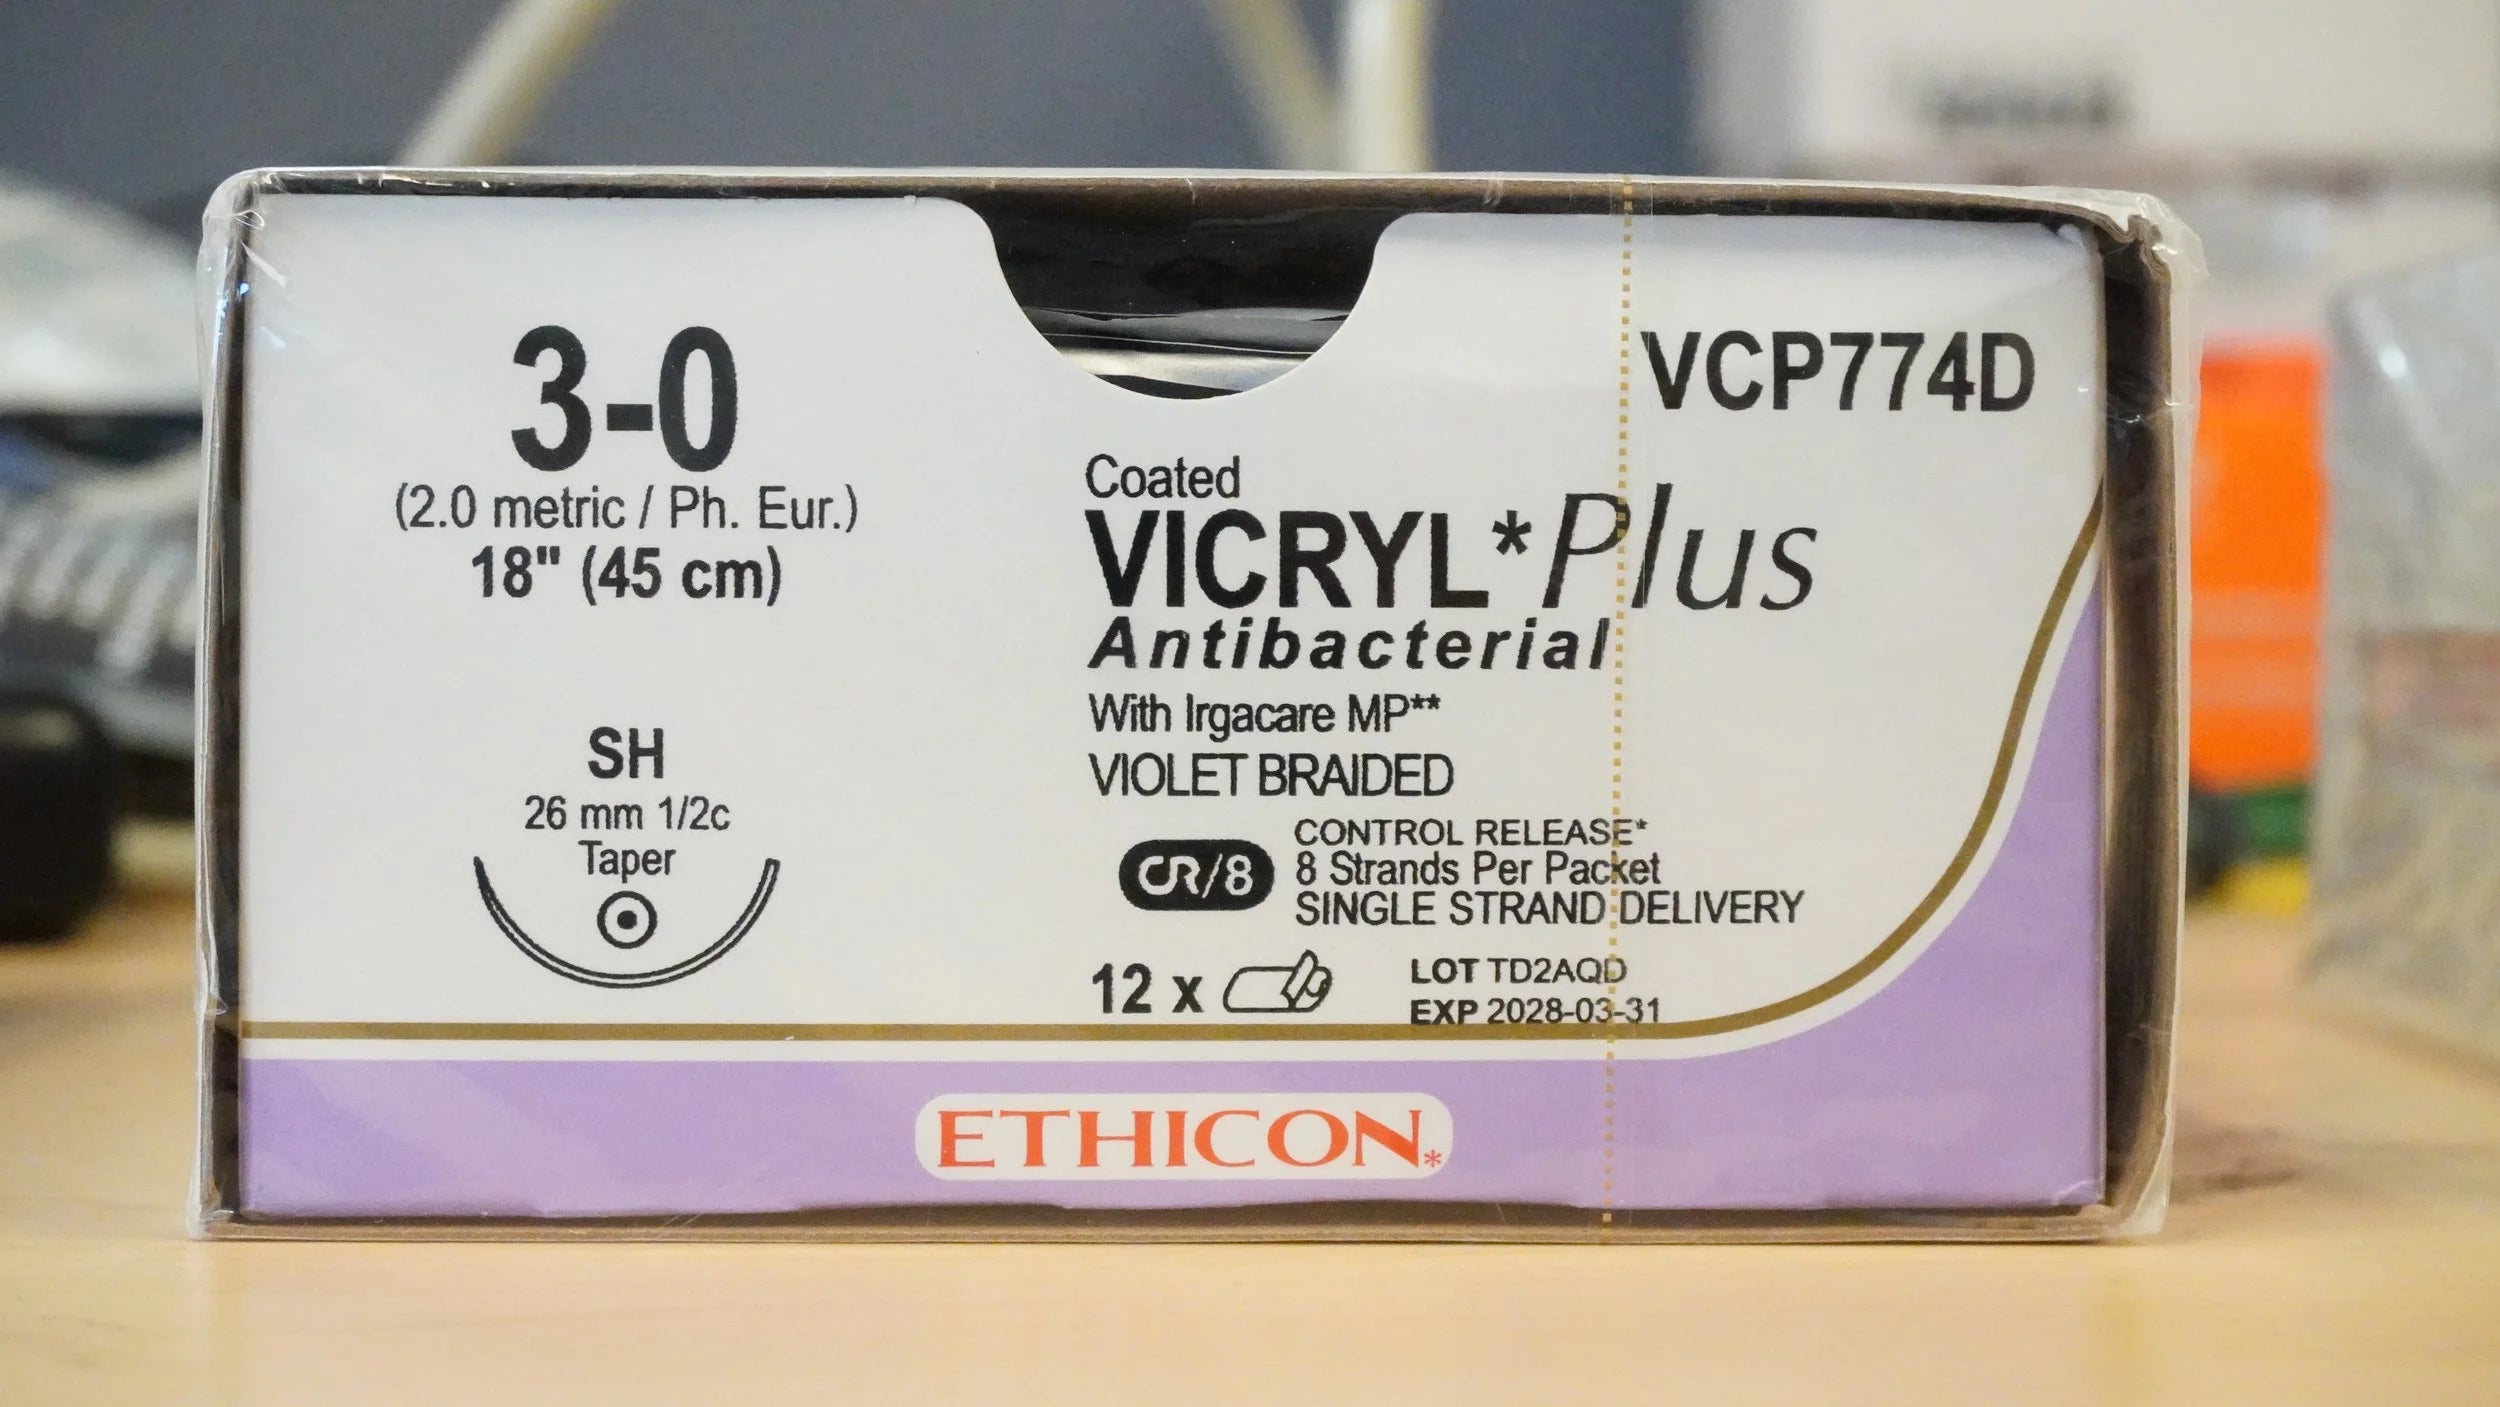 3-0
(2.0 metric / Ph. Eur.)
18" (45 cm)
SH
26 mm 1/2c
Taper
VCP774D
Coated
VICRYL* Plus
Antibacterial
With Irgacare MP**
VIOLET BRAIDED
CR/8
CONTROL RELEASE*
8 Strands Per Packet
SINGLE STRAND DELIVERY
12 x
LOT TD2AQD
EXP 2028-03-31
ETHICON*